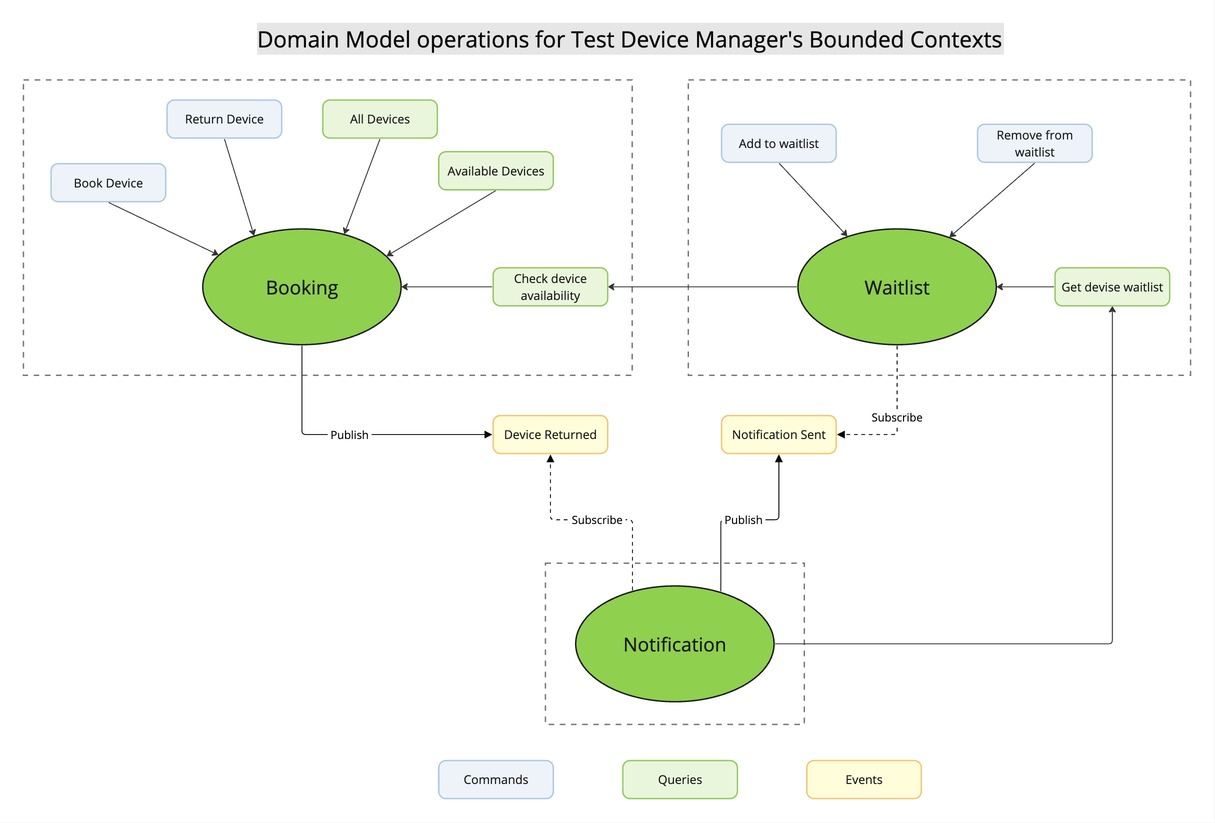 Domain Model operations for Test Device Manager's Bounded Contexts
Return Device
All Devices
Book Device
Available Devices
Booking
Check device
availability
Add to waitlist
Remove from
waitlist
Waitlist
Get devise waitlist
Publish
Device Returned
Notification Sent
Subscribe
Subscribe
Publish
Notification
Commands
Queries
Events